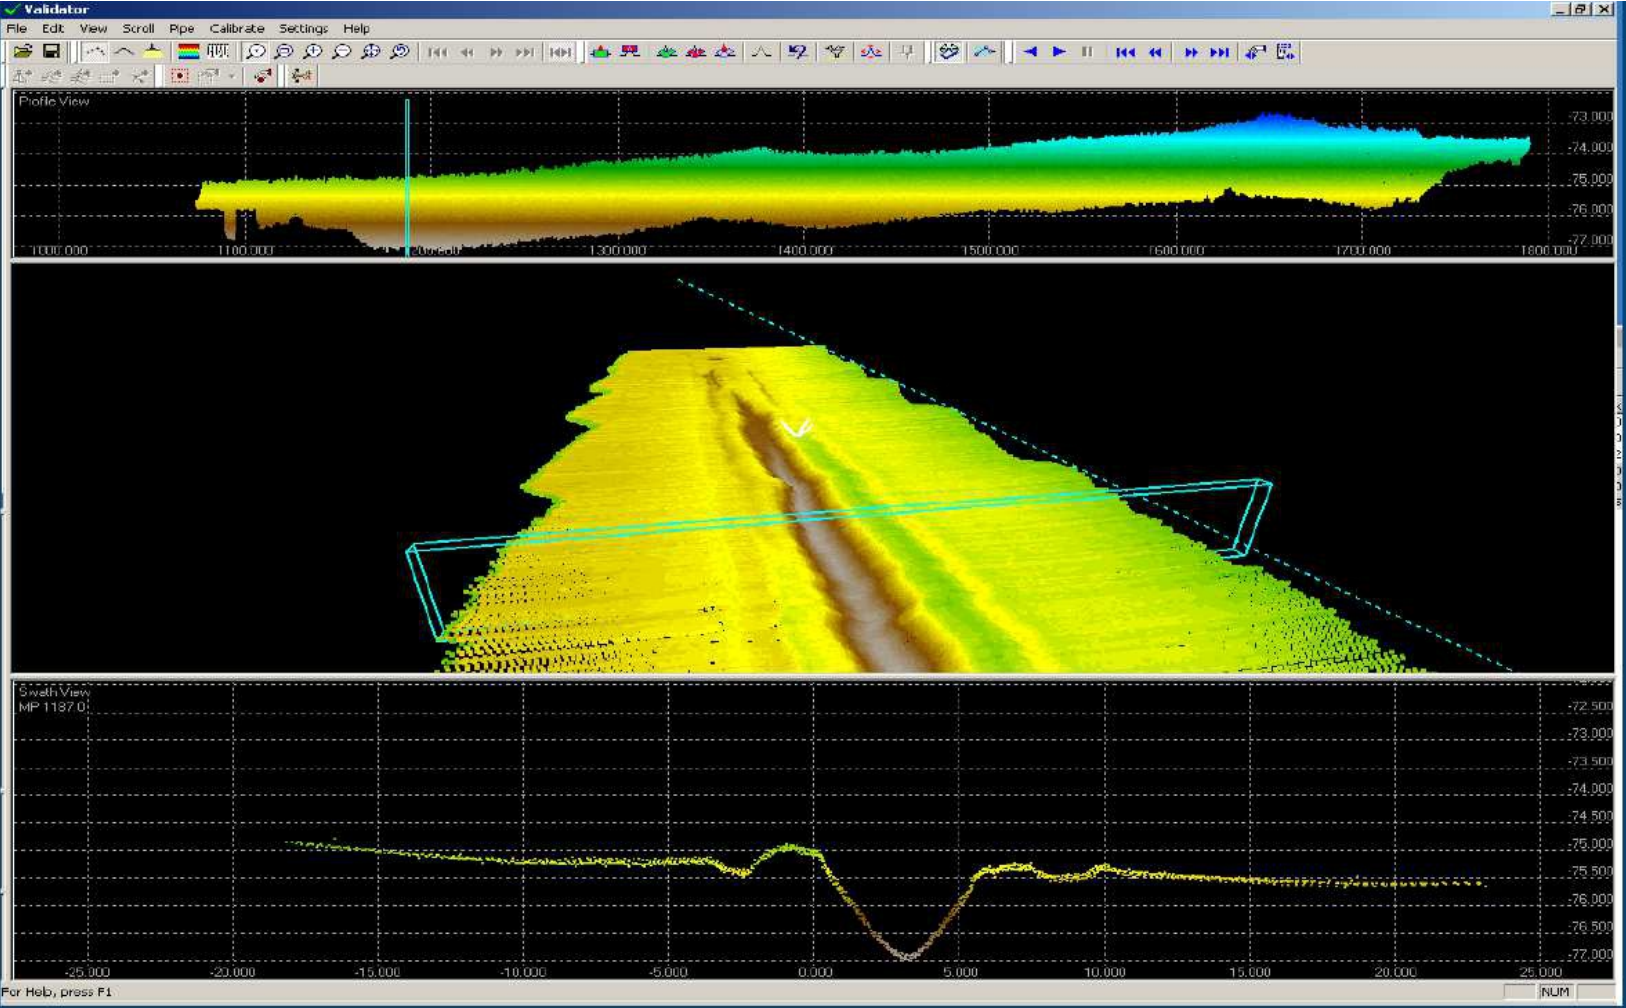 Validator
File Edit View Scroll Pipe Calibrate Settings Help
Profile View
-73.000
-74.000
-75.000
-76.000
-77.000
1000.000 1100.000 1300.000 1400.000 1500.000 1600.000 1700.000 1800.000
Swath View
MP 1187.0
-72.500
-73.000
-73.500
-74.000
-74.500
-75.000
-75.500
-76.000
-76.500
-77.000
-25.000 -20.000 -15.000 -10.000 -5.000 0.000 5.000 10.000 15.000 20.000 25.000
For Help, press F1
NUM